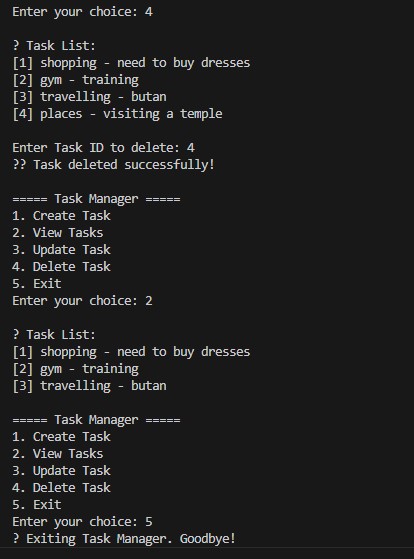 Enter your choice: 4
? Task List:
[1] shopping - need to buy dresses
[2] gym - training
[3] travelling - butan
[4] places - visiting a temple
Enter Task ID to delete: 4
?? Task deleted successfully!
===== Task Manager =====
1. Create Task
2. View Tasks
3. Update Task
4. Delete Task
5. Exit
Enter your choice: 2
? Task List:
[1] shopping - need to buy dresses
[2] gym - training
[3] travelling - butan
===== Task Manager =====
1. Create Task
2. View Tasks
3. Update Task
4. Delete Task
5. Exit
Enter your choice: 5
? Exiting Task Manager. Goodbye!